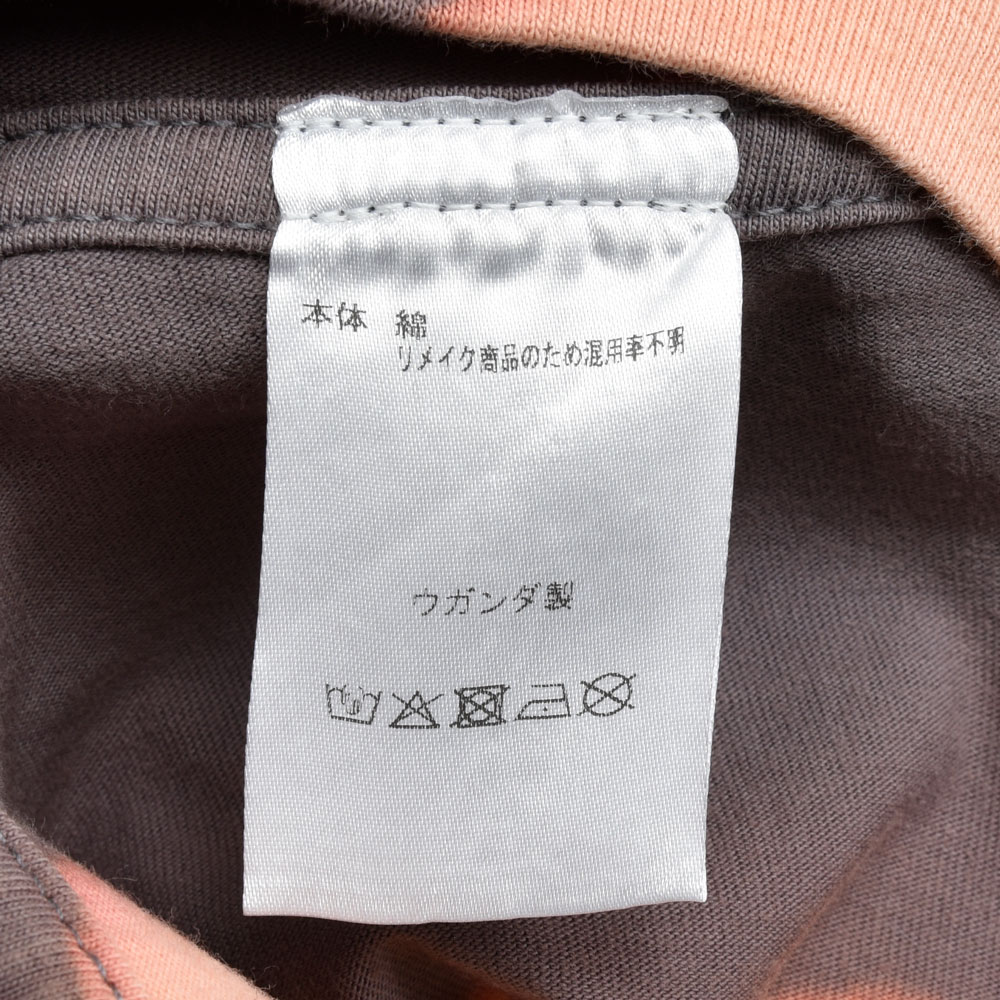 本体 綿
リメイク商品のため混用率不明
ウガンダ製